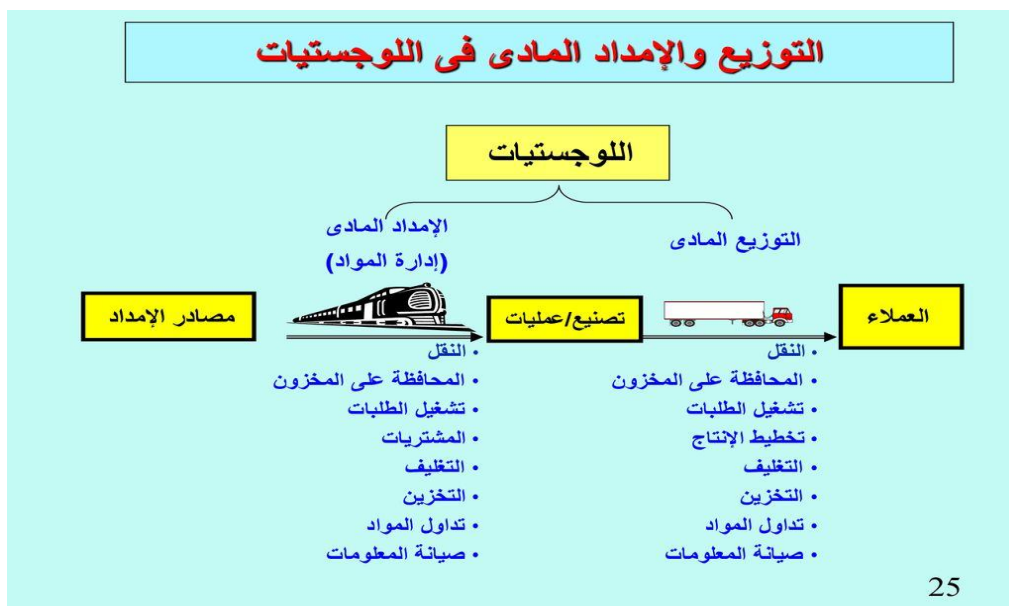 التوزيع والإمداد المادى فى اللوجستيات
اللوجستيات
التوزيع المادى
الإمداد المادى
(إدارة المواد)
العملاء
تصنيع/عمليات
مصادر الإمداد
• النقل
• المحافظة على المخزون
• تشغيل الطلبات
• تخطيط الإنتاج
• التغليف
• التخزين
• تداول المواد
• صيانة المعلومات
• النقل
• المحافظة على المخزون
• تشغيل الطلبات
• المشتريات
• التغليف
• التخزين
• تداول المواد
• صيانة المعلومات
25